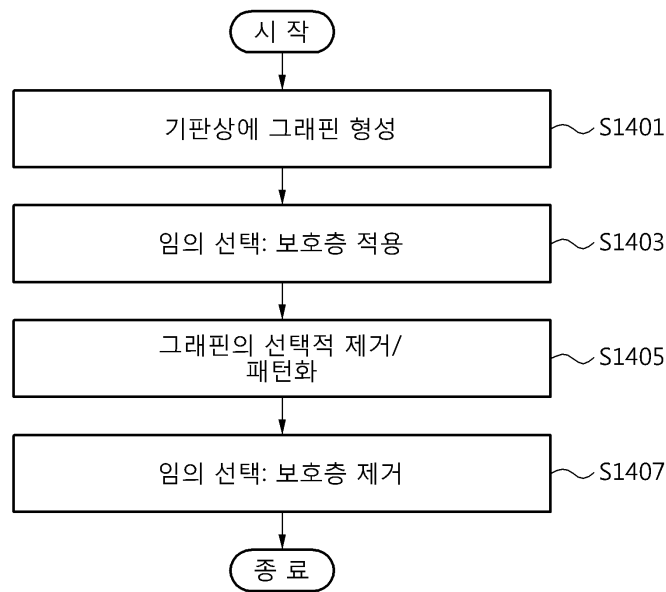 시 작
기판상에 그래핀 형성
S1401
임의 선택: 보호층 적용
S1403
그래핀의 선택적 제거/
패턴화
S1405
임의 선택: 보호층 제거
S1407
종 료